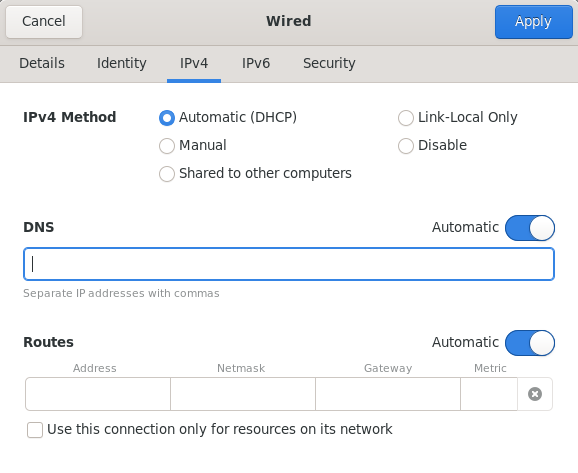 Cancel Wired Apply
Details Identity IPv4 IPv6 Security
IPv4 Method Automatic (DHCP) Link-Local Only
Manual Disable
Shared to other computers
DNS Automatic
Separate IP addresses with commas
Routes Automatic
Address Netmask Gateway Metric
Use this connection only for resources on its network